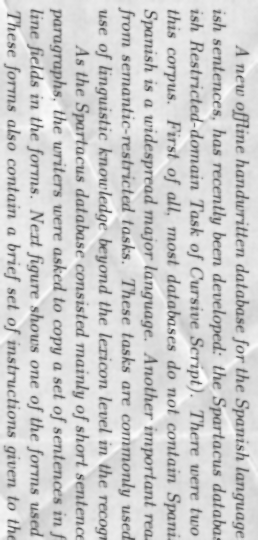 A new offline handwritten database for the Spanish language
ish sentences, has recently been developed: the Spartacus databas
ish Restricted-domain Task of Cursive Script). There were two
this corpus. First of all, most databases do not contain Spani
Spanish is a widespread major language. Another important rea
from semantic-restricted tasks. These tasks are commonly used
use of linguistic knowledge beyond the lexicon level in the recogn
As the Spartacus database consisted mainly of short sentence
paragraphs, the writers were asked to copy a set of sentences in f
line fields in the forms. Next figure shows one of the forms used
These forms also contain a brief set of instructions given to the